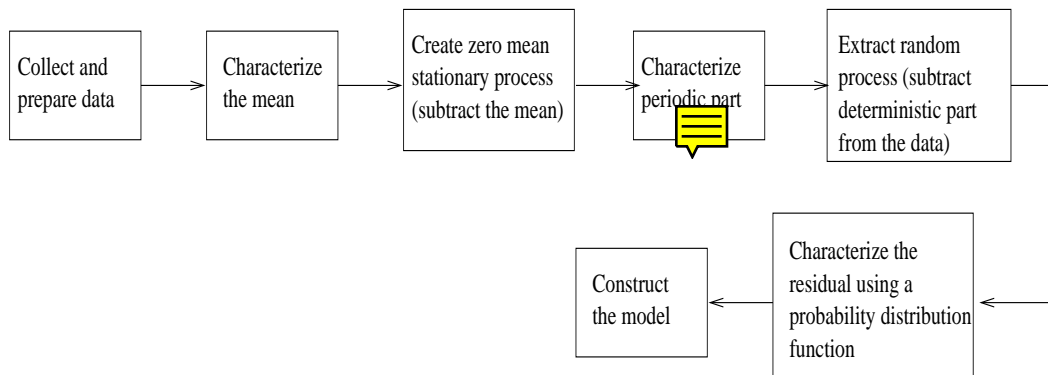 Collect and
prepare data
Characterize
the mean
Create zero mean
stationary process
(subtract the mean)
Characterize
periodic part
Extract random
process (subtract
deterministic part
from the data)
Characterize the
residual using a
probability distribution
function
Construct
the model